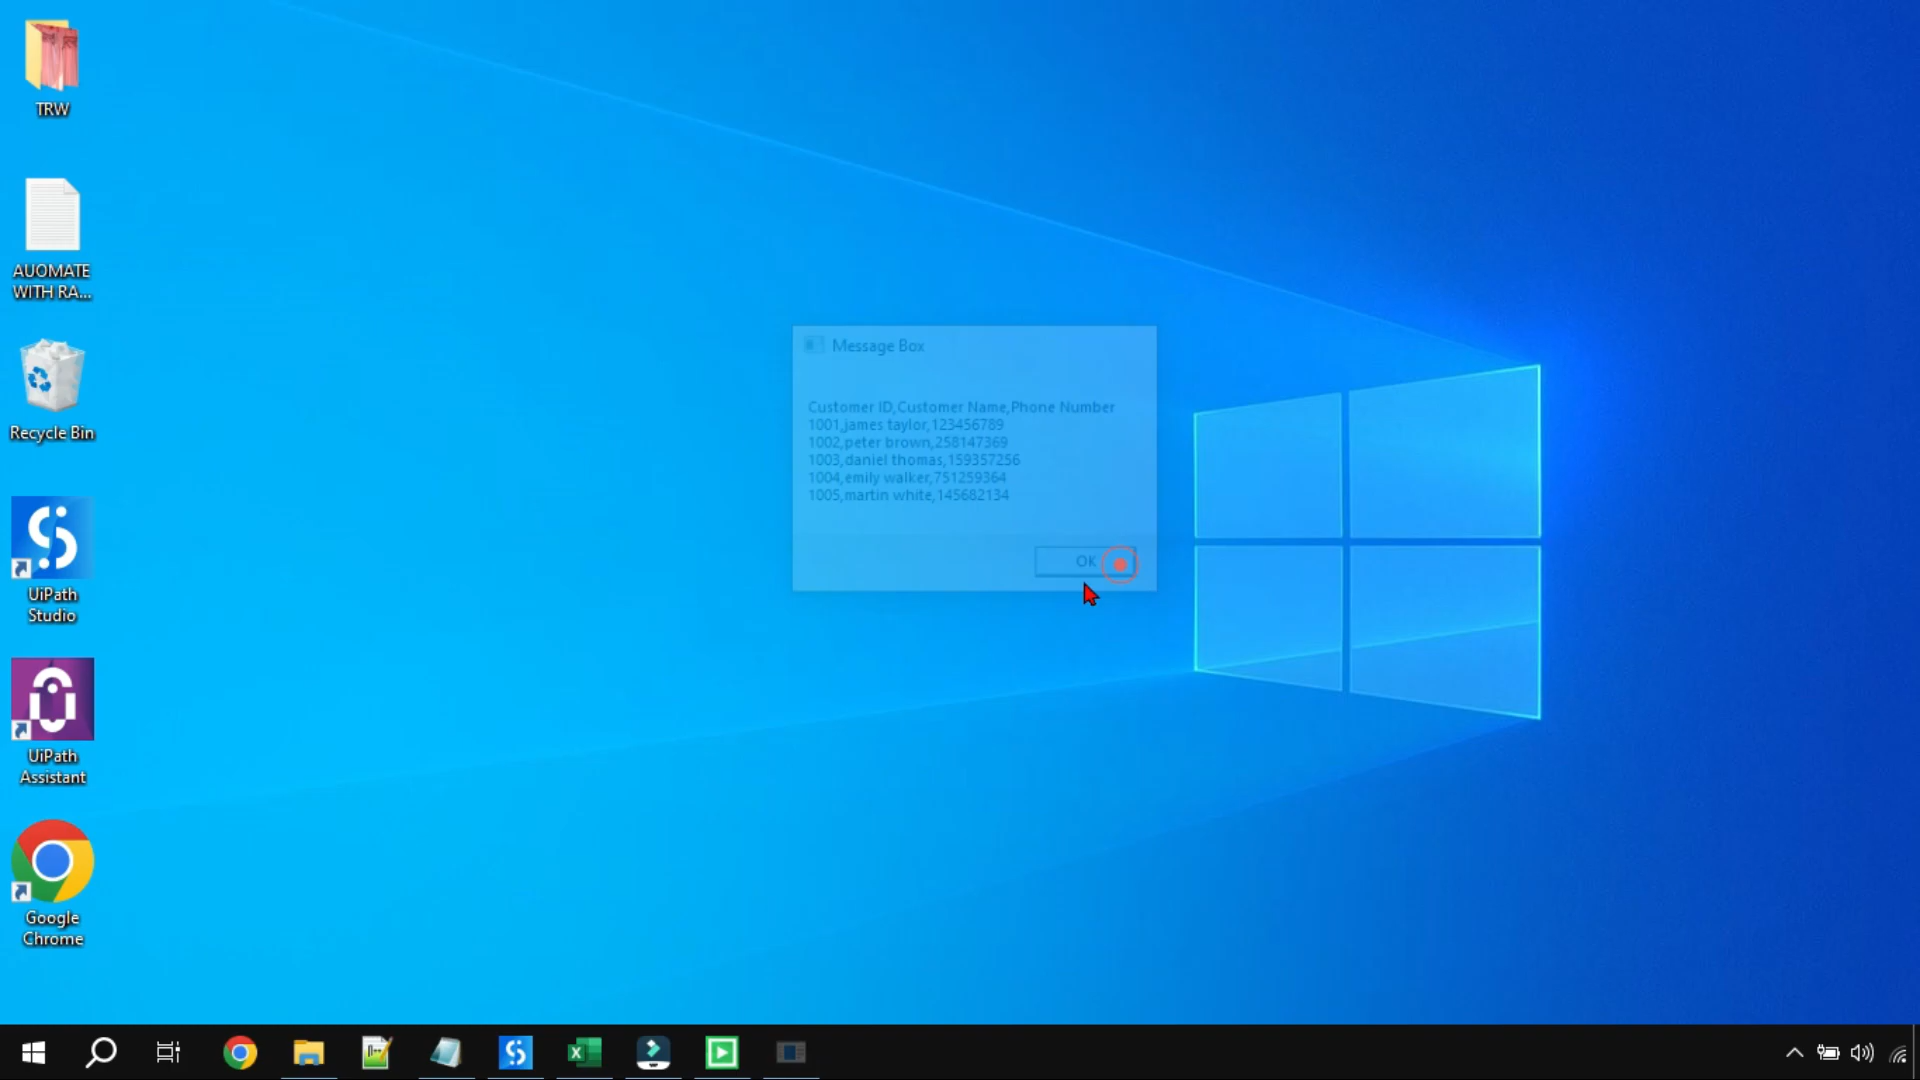 TRW
AUOMATE
WITH RA...
Recycle Bin
UiPath
Studio
UiPath
Assistant
Google
Chrome
Message Box
Customer ID,Customer Name,Phone Number
1001,james taylor,123456789
1002,peter brown,258147369
1003,daniel thomas,159357256
1004,emily walker,751259364
1005,martin white,145682134
OK